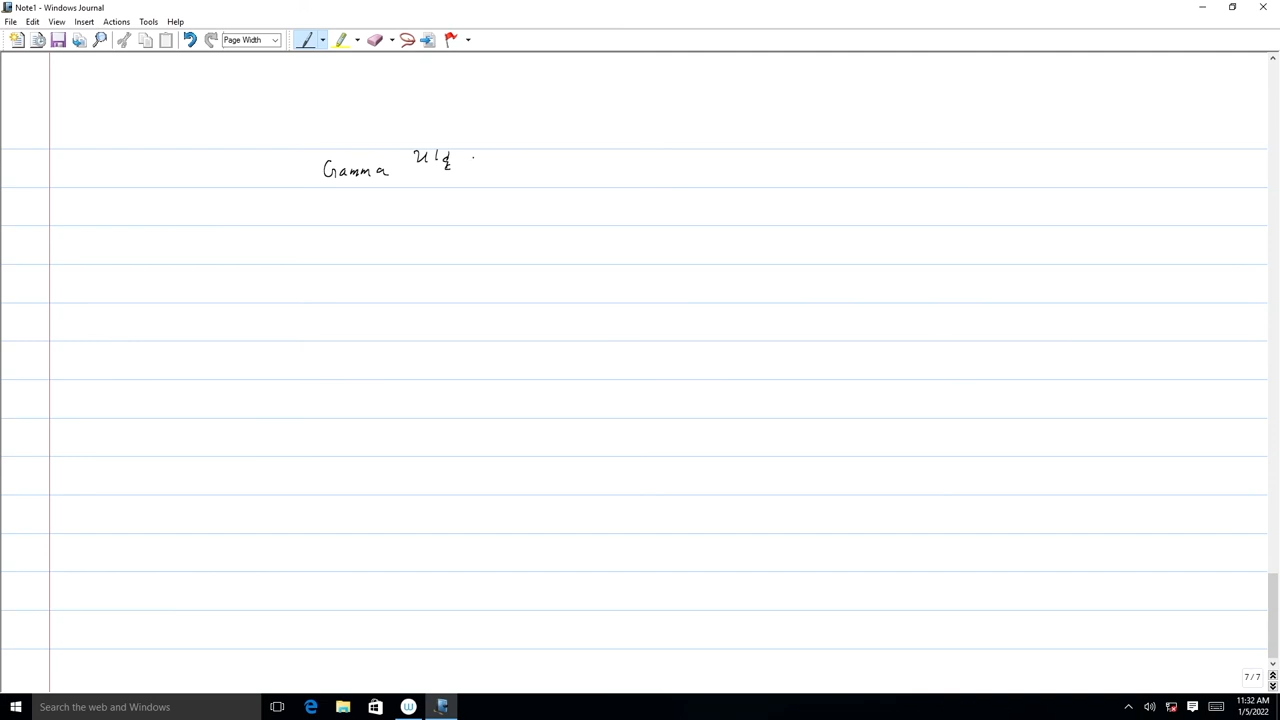 Note1 - Windows Journal
File Edit View Insert Actions Tools Help
Page Width
Gamma
7 / 7
Search the web and Windows
11:32 AM
1/5/2022